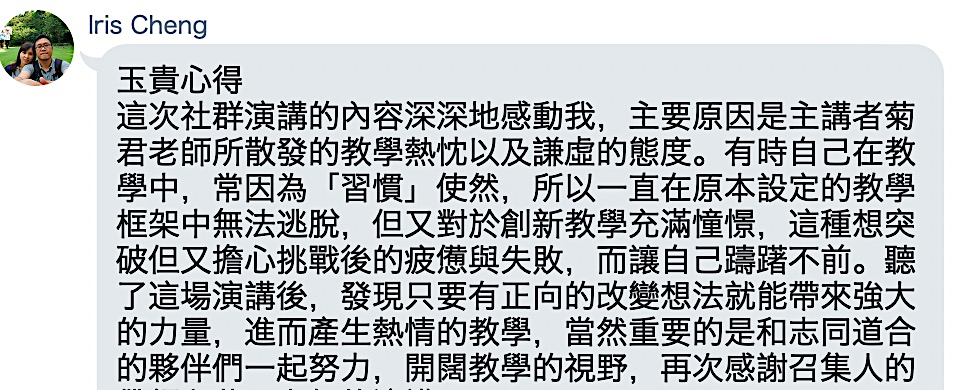 Iris Cheng
玉貴心得
這次社群演講的內容深深地感動我，主要原因是主講者菊
君老師所散發的教學熱忱以及謙虛的態度。有時自己在教
學中，常因為「習慣」使然，所以一直在原本設定的教學
框架中無法逃脫，但又對於創新教學充滿憧憬，這種想突
破但又擔心挑戰後的疲憊與失敗，而讓自己躊躇不前。聽
了這場演講後，發現只要有正向的改變想法就能帶來強大
的力量，進而產生熱情的教學，當然重要的是和志同道合
的夥伴們一起努力，開闊教學的視野，再次感謝召集人的